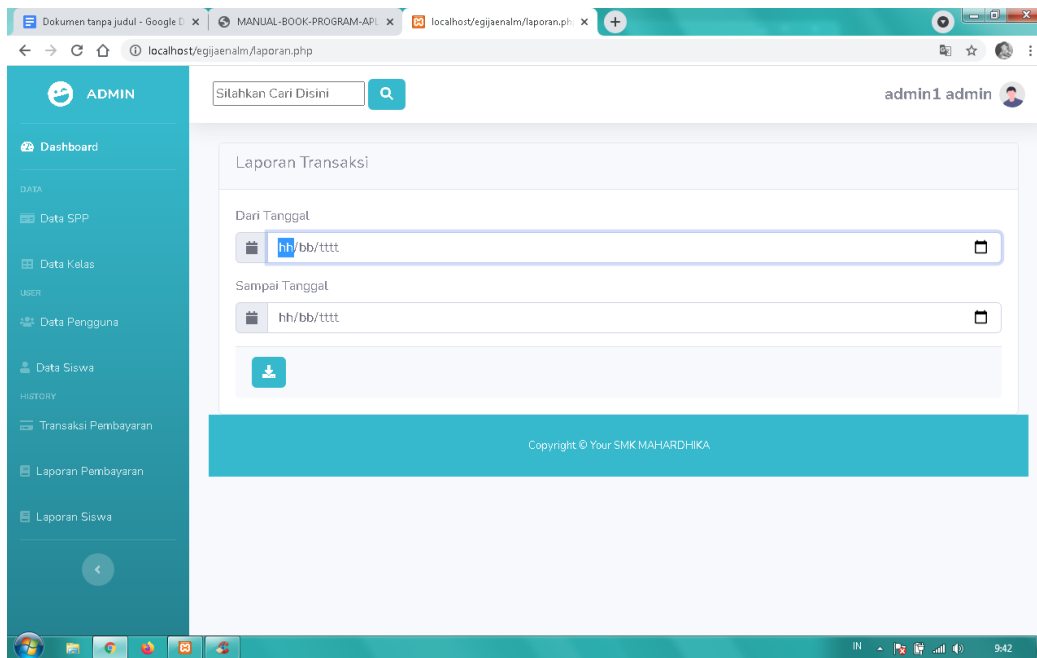 Dokumen tanpa judul - Google D
MANUAL-BOOK-PROGRAM-APL
localhost/egijaenalm/laporan.ph
localhost/egijaenalm/laporan.php
ADMIN
Silahkan Cari Disini
admin1 admin
Dashboard
DATA
Data SPP
Data Kelas
USER
Data Pengguna
Data Siswa
HISTORY
Transaksi Pembayaran
Laporan Pembayaran
Laporan Siswa
Laporan Transaksi
Dari Tanggal
hh/bb/tttt
Sampai Tanggal
hh/bb/tttt
Copyright © Your SMK MAHARDHIKA
IN
9:42